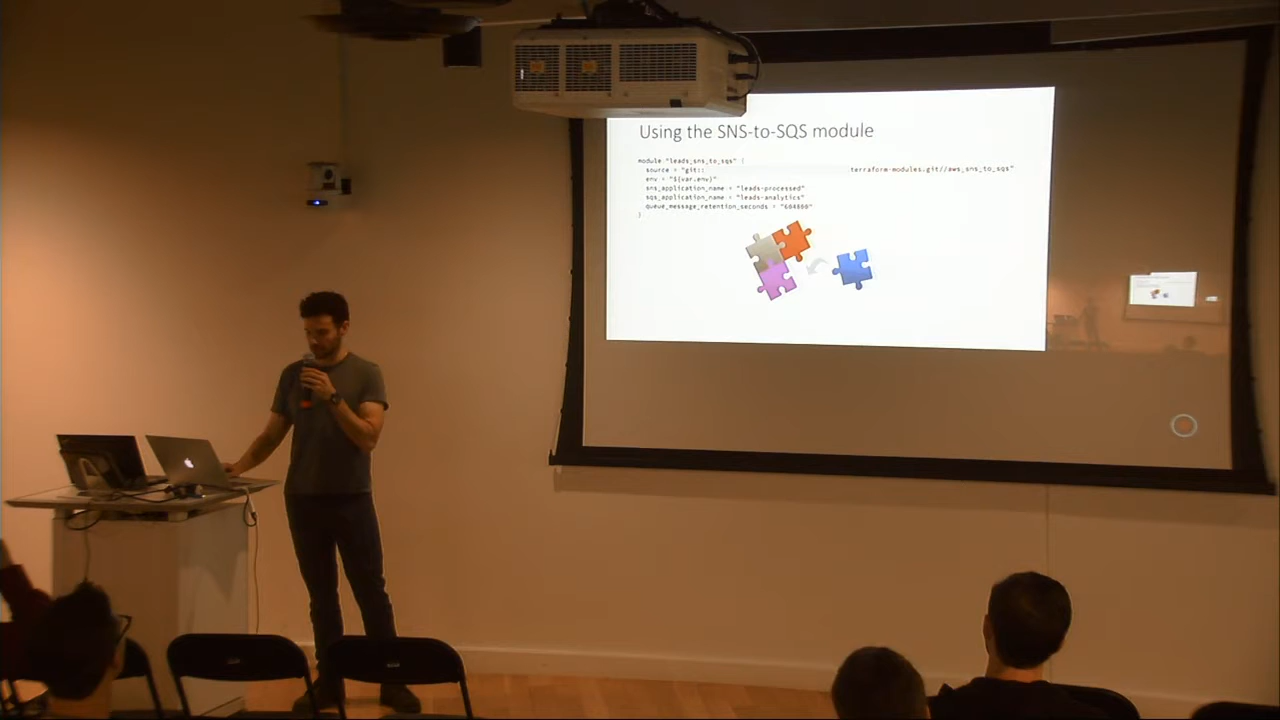 Using the SNS-to-SQS module
module "leads_sns_to_sqs" {
source = "git:: .terraform-modules.git//aws_sns_to_sqs"
env = "${var.env}"
sns_application_name = "leads-processed"
sqs_application_name = "leads-analytics"
queue_message_retention_seconds = "604800"
}